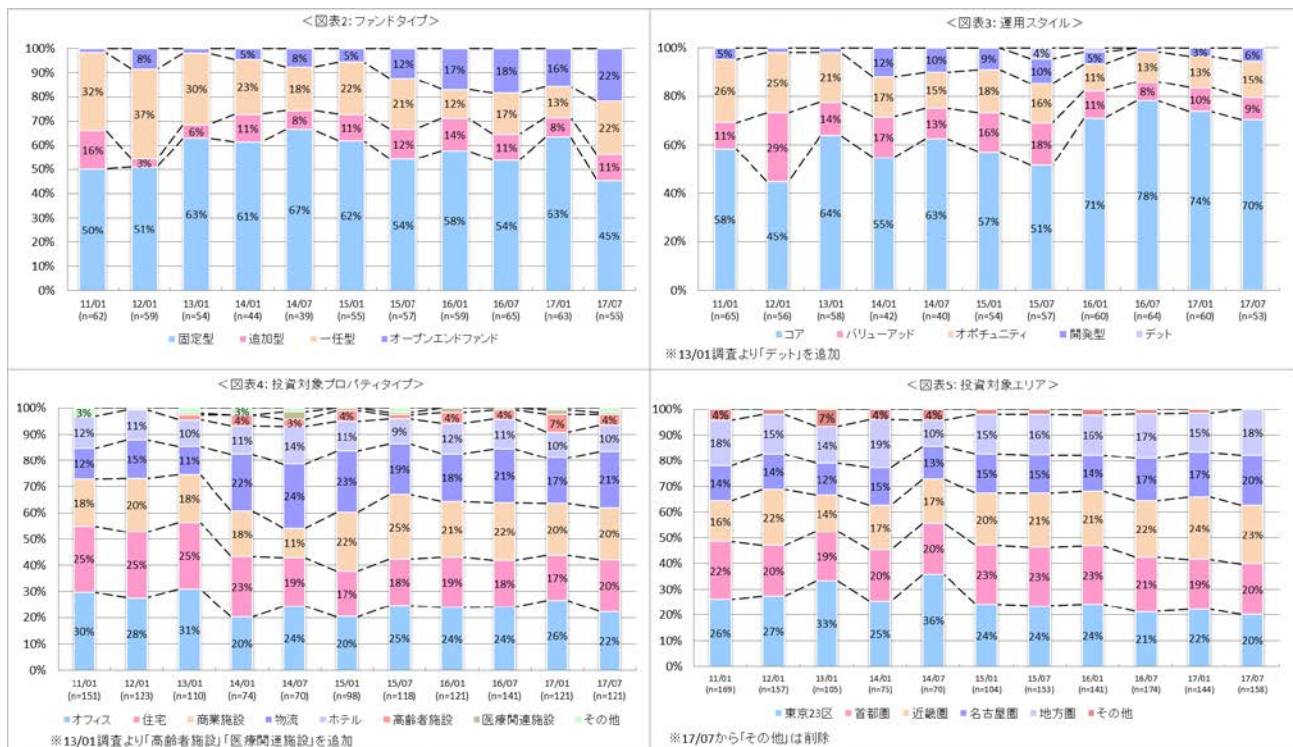 ＜図表2: ファンドタイプ＞
100%
90%
80%
70%
60%
50%
40%
30%
20%
10%
0%
8% 5% 8% 5% 12% 17% 18% 16% 22%
32% 37% 30% 23% 18% 22% 21% 12% 17% 13% 22%
16% 3% 6% 11% 8% 11% 12% 14% 11% 8% 11%
50% 51% 63% 61% 67% 62% 54% 58% 54% 63% 45%
11/01 12/01 13/01 14/01 14/07 15/01 15/07 16/01 16/07 17/01 17/07
(n=62) (n=59) (n=54) (n=44) (n=39) (n=55) (n=57) (n=59) (n=65) (n=63) (n=55)
固定型 追加型 一任型 オープンエンドファンド
＜図表3: 運用スタイル＞
100%
90%
80%
70%
60%
50%
40%
30%
20%
10%
0%
5% 12% 10% 9% 4% 10% 5% 3% 6%
26% 25% 21% 17% 15% 18% 16% 11% 13% 13% 15%
11% 29% 14% 17% 13% 16% 18% 11% 8% 10% 9%
58% 45% 64% 55% 63% 57% 51% 71% 78% 74% 70%
11/01 12/01 13/01 14/01 14/07 15/01 15/07 16/01 16/07 17/01 17/07
(n=65) (n=56) (n=58) (n=42) (n=40) (n=54) (n=57) (n=60) (n=64) (n=60) (n=53)
コア バリューアッド オポチュニティ 開発型 デット
※13/01調査より「デット」を追加
＜図表4: 投資対象プロパティタイプ＞
100%
90%
80%
70%
60%
50%
40%
30%
20%
10%
0%
3% 3%
4% 3% 4% 4% 4% 7% 4%
12% 11% 10% 11% 14% 11% 9% 12% 11% 10% 10%
12% 15% 11% 22% 24% 23% 19% 18% 21% 17% 21%
18% 20% 18% 18% 11% 22% 25% 21% 22% 20% 20%
25% 25% 25% 23% 19% 17% 18% 19% 18% 17% 20%
30% 28% 31% 20% 24% 20% 25% 24% 24% 26% 22%
11/01 12/01 13/01 14/01 14/07 15/01 15/07 16/01 16/07 17/01 17/07
(n=151) (n=123) (n=110) (n=74) (n=70) (n=98) (n=118) (n=121) (n=141) (n=121) (n=121)
オフィス 住宅 商業施設 物流 ホテル 高齢者施設 医療関連施設 その他
※13/01調査より「高齢者施設」「医療関連施設」を追加
＜図表5: 投資対象エリア＞
100%
90%
80%
70%
60%
50%
40%
30%
20%
10%
0%
4% 7% 4% 4%
18% 15% 14% 19% 10% 15% 16% 16% 17% 15% 18%
14% 14% 12% 15% 13% 15% 15% 14% 17% 17% 20%
16% 22% 14% 17% 17% 20% 21% 21% 22% 24% 23%
22% 20% 19% 20% 20% 23% 23% 23% 21% 19% 20%
26% 27% 33% 25% 36% 24% 24% 24% 21% 22% 20%
11/01 12/01 13/01 14/01 14/07 15/01 15/07 16/01 16/07 17/01 17/07
(n=169) (n=157) (n=105) (n=75) (n=70) (n=104) (n=153) (n=141) (n=174) (n=144) (n=158)
東京23区 首都圏 近畿圏 名古屋圏 地方圏 その他
※17/07から「その他」は削除